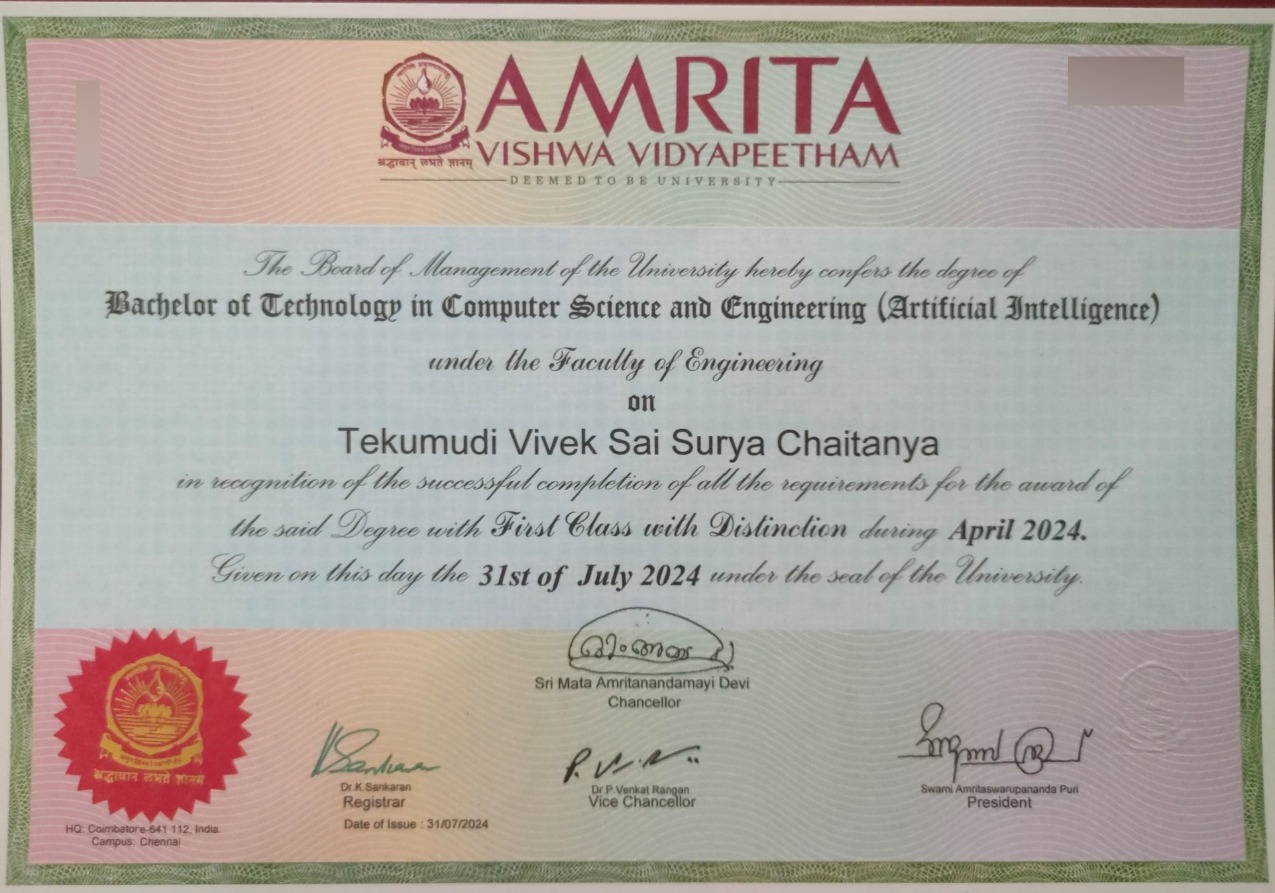 AMRITA
श्रद्धावान् लभते ज्ञानम्
VISHWA VIDYAPEETHAM
DEEMED TO BE UNIVERSITY
The Board of Management of the University hereby confers the degree of
Bachelor of Technology in Computer Science and Engineering (Artificial Intelligence)
under the Faculty of Engineering
on
Tekumudi Vivek Sai Surya Chaitanya
in recognition of the successful completion of all the requirements for the award of
the said Degree with First Class with Distinction during April 2024.
Given on this day the 31st of July 2024 under the seal of the University.
Sri Mata Amritanandamayi Devi
Chancellor
श्रद्धावान् लभते ज्ञानम्
Dr.K.Sankaran
Registrar
Date of Issue : 31/07/2024
Dr.P.Venkat Rangan
Vice Chancellor
Swami Amritaswarupananda Puri
President
HQ: Coimbatore-641 112, India.
Campus: Chennai